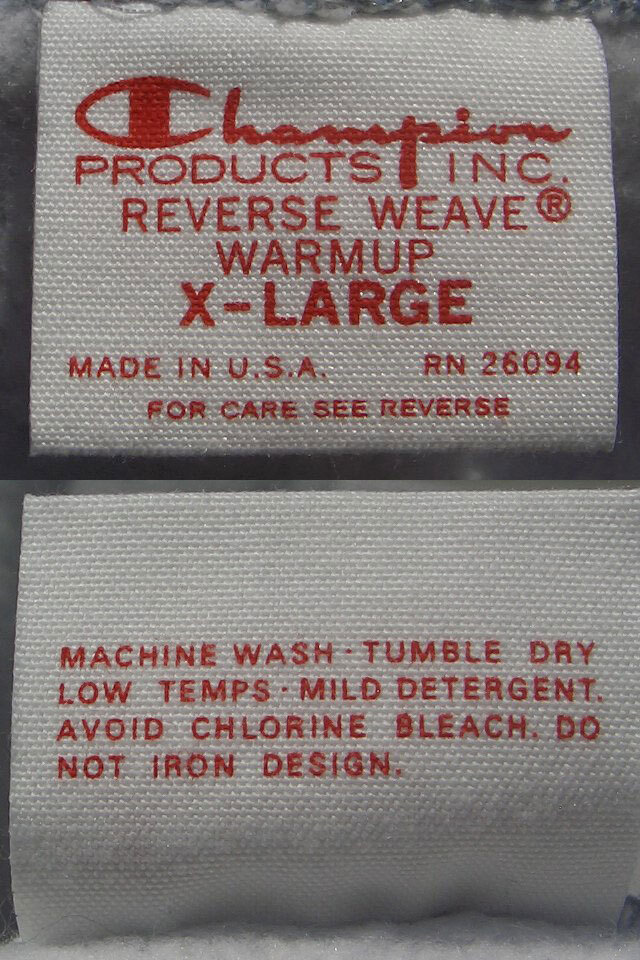 Champion
PRODUCTS INC.
REVERSE WEAVE®
WARMUP
X-LARGE
MADE IN U.S.A. RN 26094
FOR CARE SEE REVERSE
MACHINE WASH · TUMBLE DRY
LOW TEMPS · MILD DETERGENT.
AVOID CHLORINE BLEACH. DO
NOT IRON DESIGN.